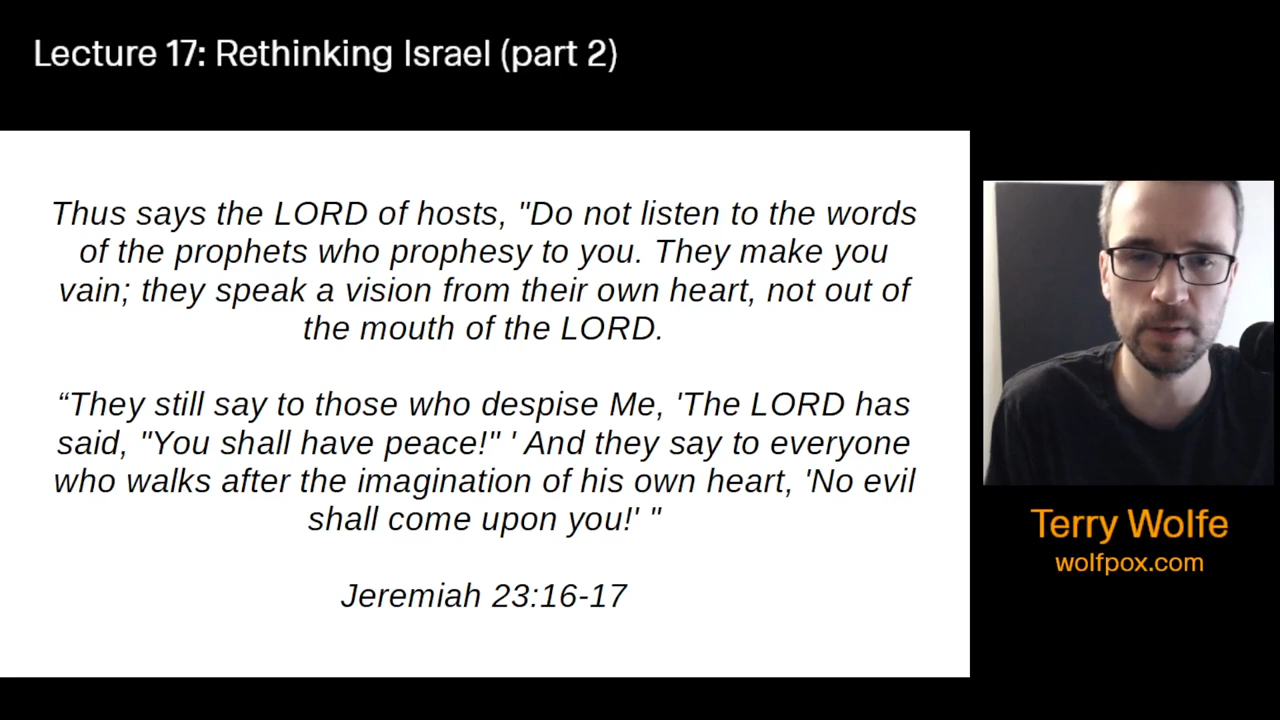 Lecture 17: Rethinking Israel (part 2)
Thus says the LORD of hosts, "Do not listen to the words
of the prophets who prophesy to you. They make you
vain; they speak a vision from their own heart, not out of
the mouth of the LORD.
“They still say to those who despise Me, 'The LORD has
said, "You shall have peace!" ' And they say to everyone
who walks after the imagination of his own heart, 'No evil
shall come upon you!' "
Jeremiah 23:16-17
Terry Wolfe
wolfpox.com